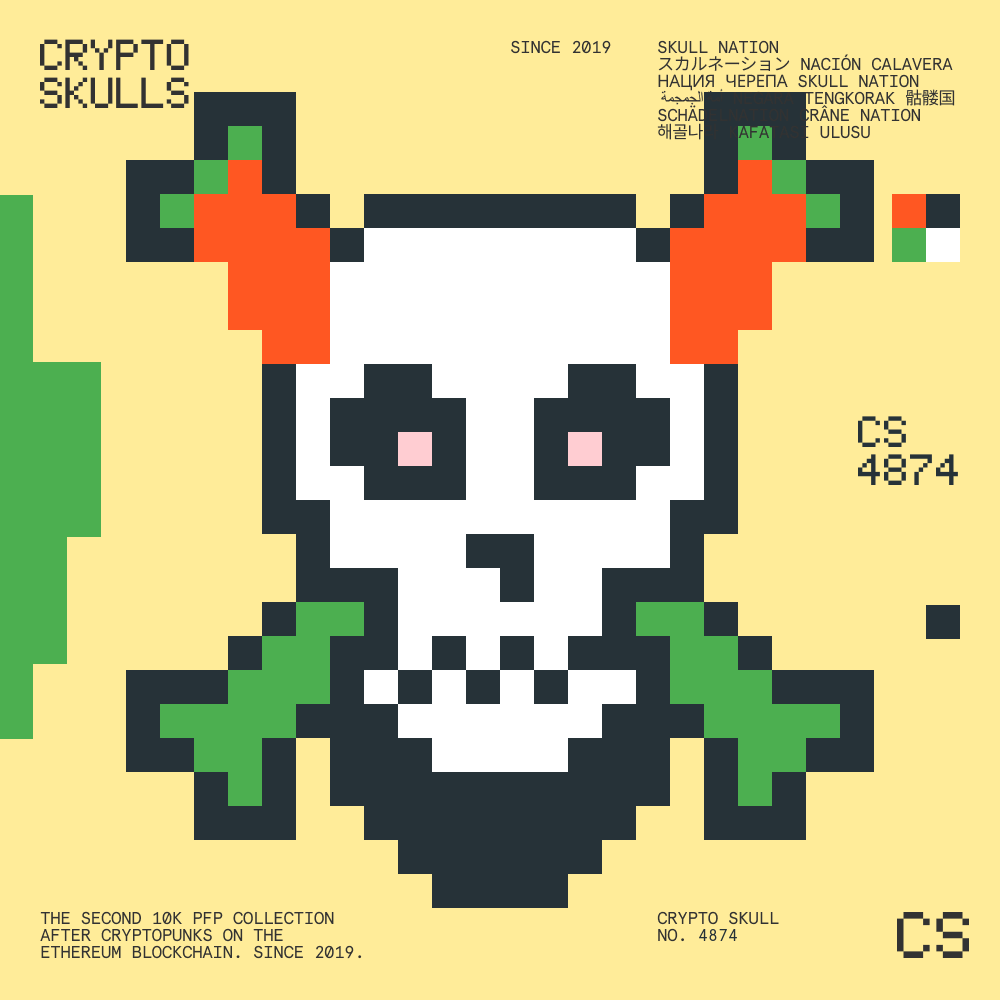 CRYPTO
SKULLS
SINCE 2019
SKULL NATION
スカルネーション NACIÓN CALAVERA
НАЦИЯ ЧЕРЕПА SKULL NATION
الجمجمة TENGKORAK 骷髅国
SCHÄD CRÂNE NATION
해골나 ULUSU
CS
4874
THE SECOND 10K PFP COLLECTION
AFTER CRYPTOPUNKS ON THE
ETHEREUM BLOCKCHAIN. SINCE 2019.
CRYPTO SKULL
NO. 4874
CS